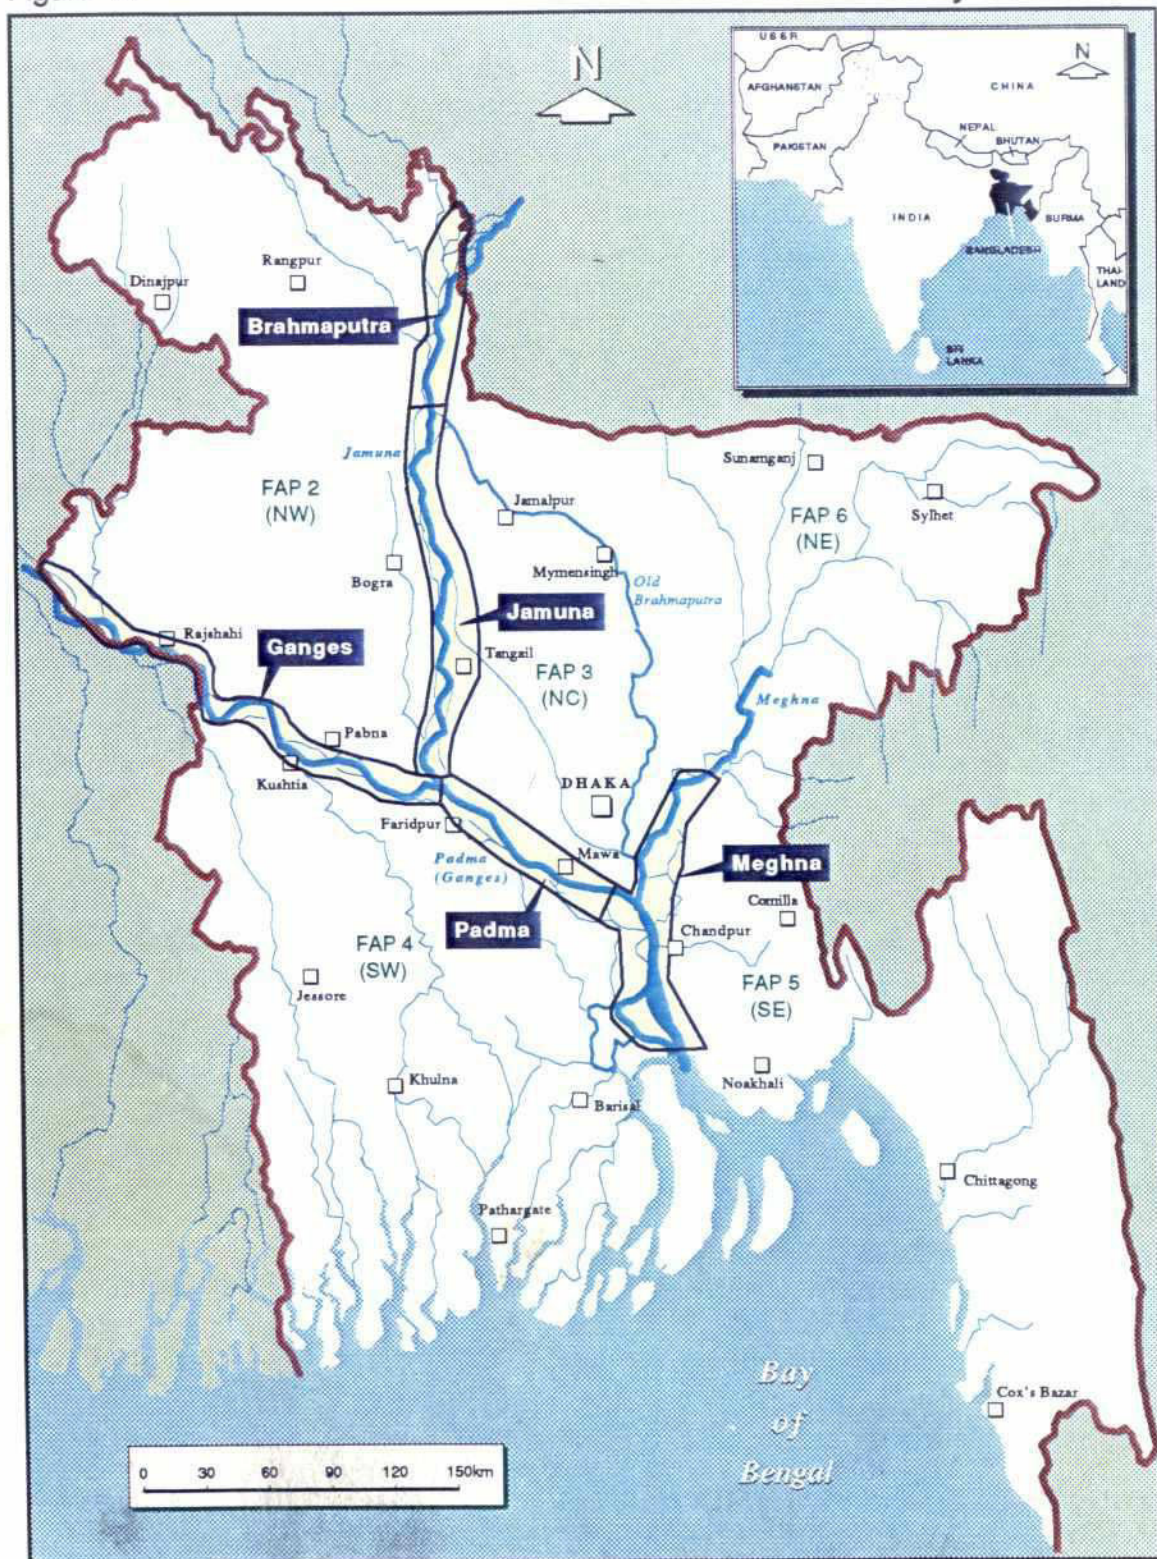 N
USSR
N
AFGHANISTAN
CHINA
PAKISTAN
NEPAL
BHUTAN
INDIA
BURMA
BANGLADESH
THAI-
LAND
SRI
LANKA
Rangpur
Dinajpur
Brahmaputra
Jamuna
Sunamganj
FAP 2
(NW)
Jamalpur
FAP 6
(NE)
Sylhet
Bogra
Mymensingh
Old
Brahmaputra
Jamuna
Rajshahi
Ganges
Tangail
FAP 3
(NC)
Meghna
Pabna
Kushtia
DHAKA
Faridpur
Mawa
Padma
(Ganges)
Meghna
Padma
Comilla
FAP 4
(SW)
Chandpur
Jessore
FAP 5
(SE)
Khulna
Noakhali
Barisal
Chittagong
Pathargate
Bay
of
Bengal
Cox's Bazar
0 30 60 90 120 150km